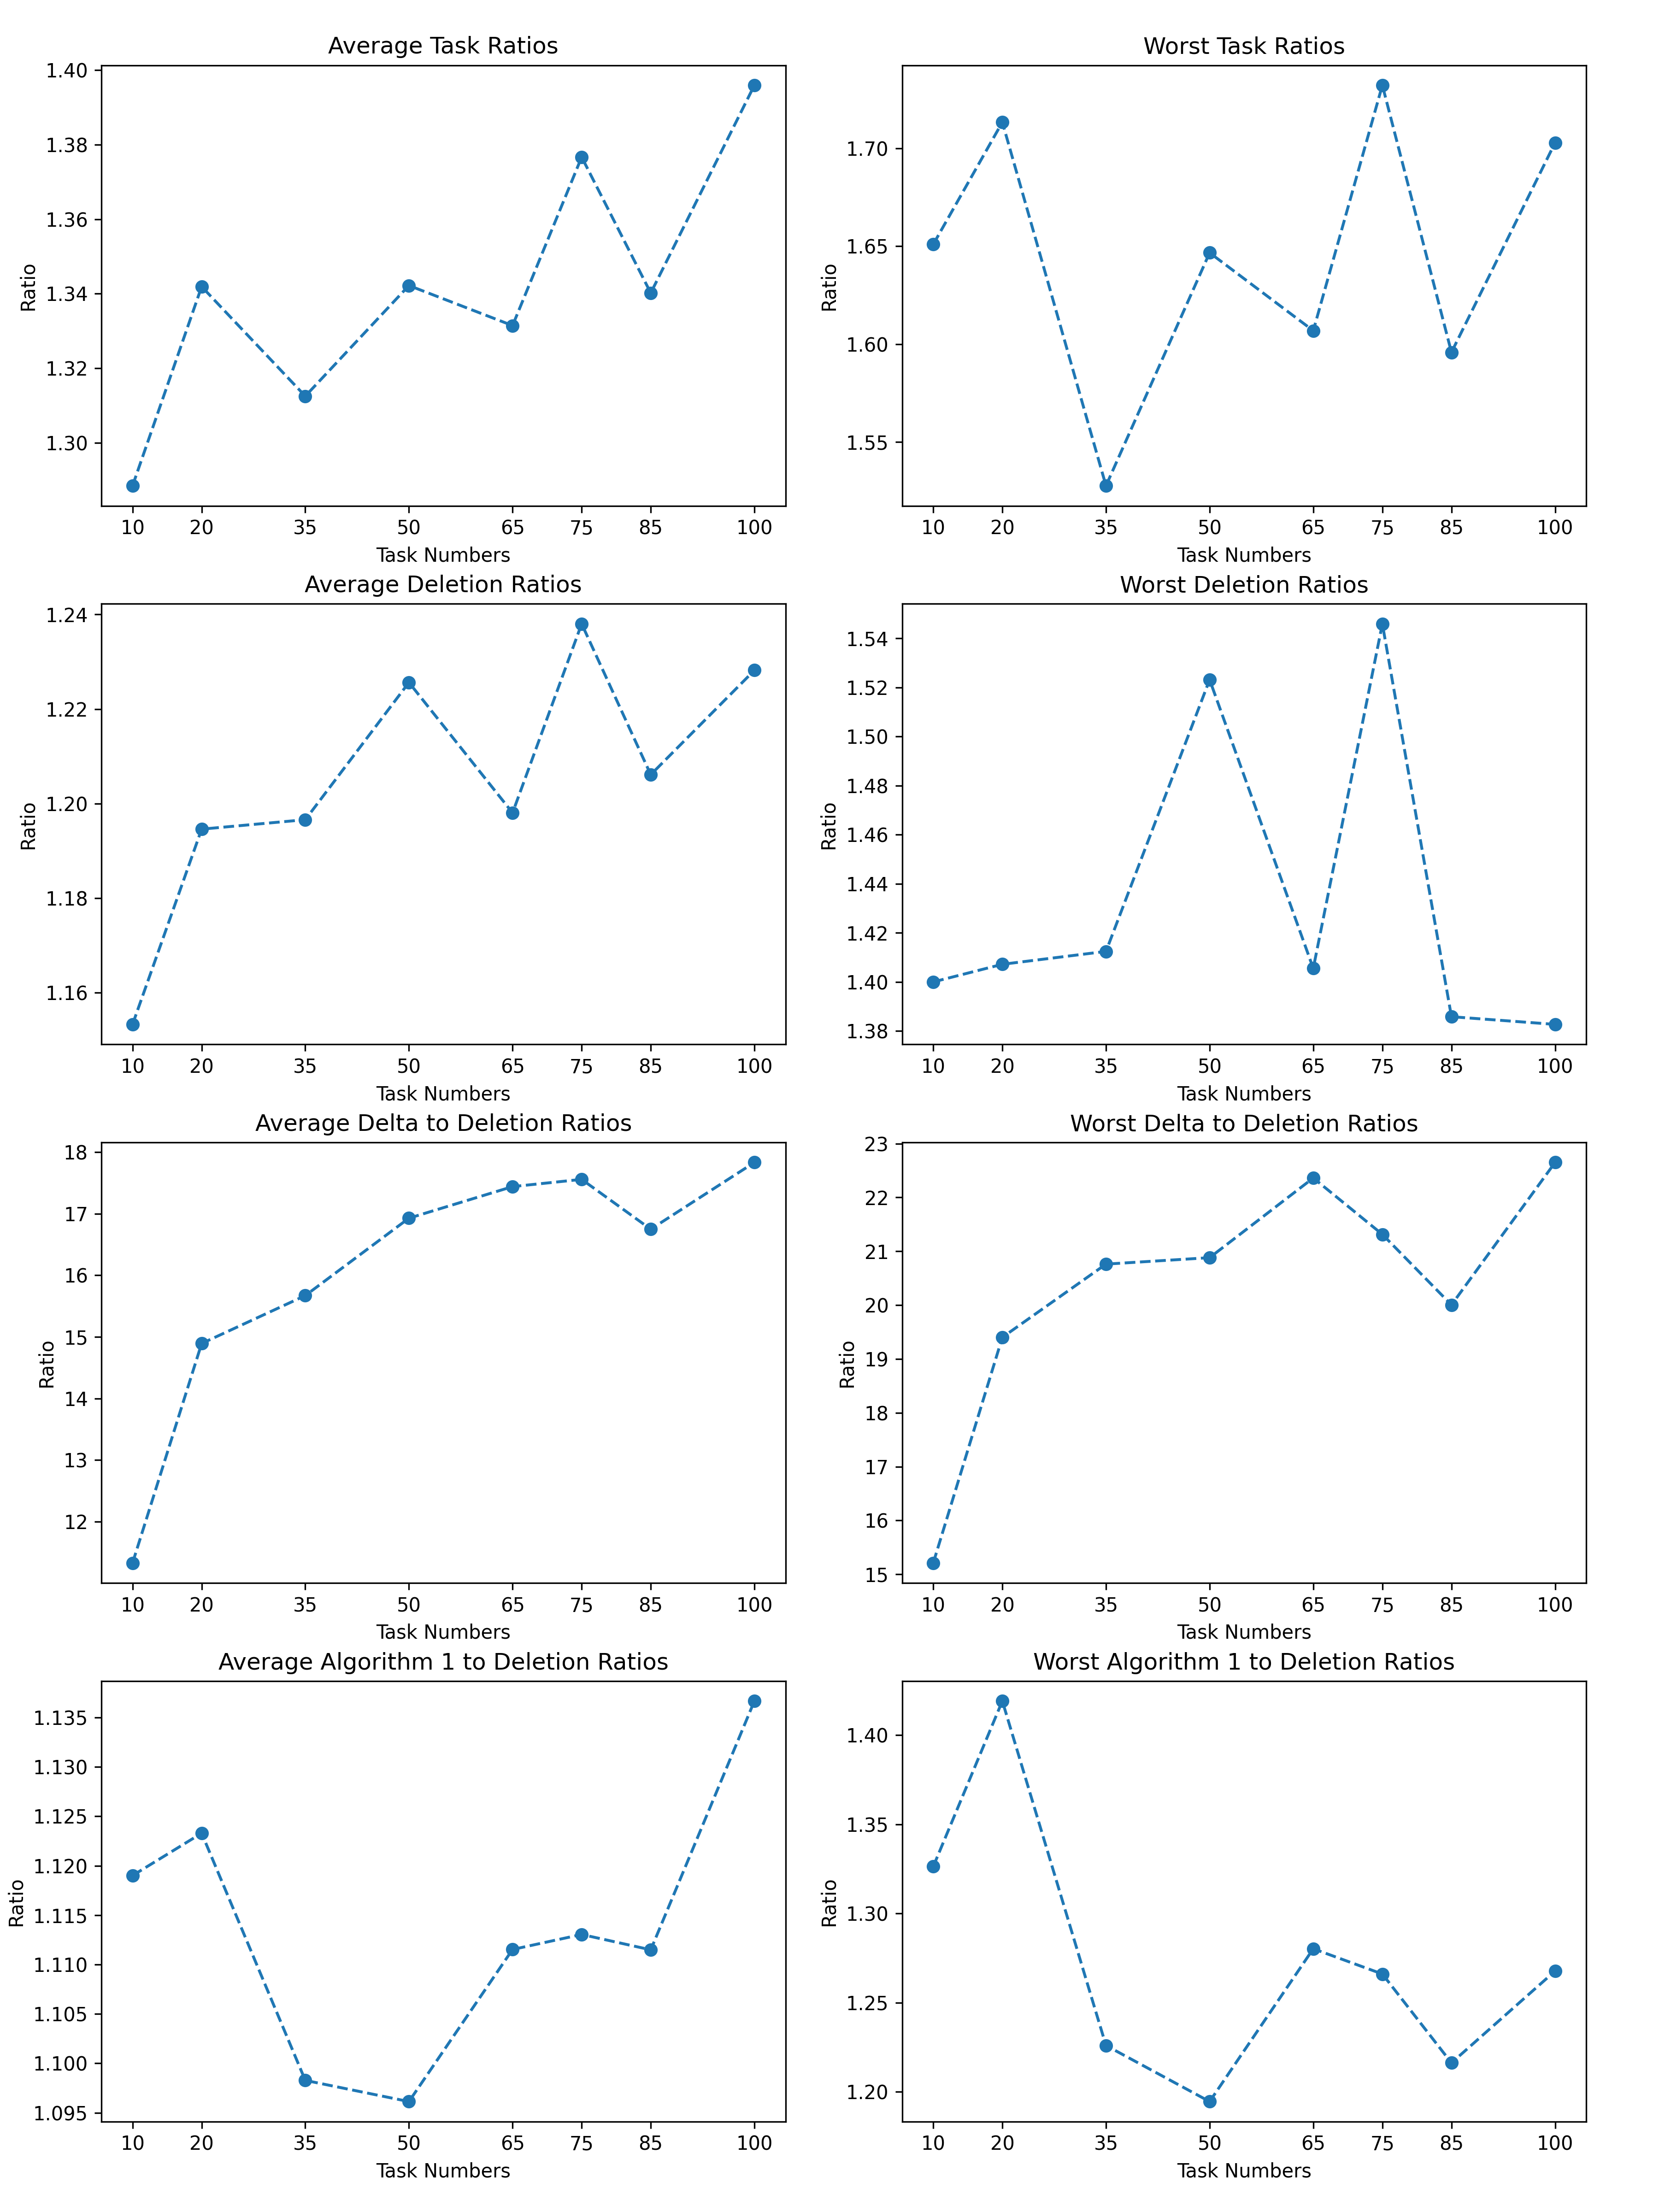 Average Task Ratios
1.40
1.38
1.36
1.34
1.32
1.30
Ratio
10 20 35 50 65 75 85 100
Task Numbers
Worst Task Ratios
1.70
1.65
1.60
1.55
Ratio
10 20 35 50 65 75 85 100
Task Numbers
Average Deletion Ratios
1.24
1.22
1.20
1.18
1.16
Ratio
10 20 35 50 65 75 85 100
Task Numbers
Worst Deletion Ratios
1.54
1.52
1.50
1.48
1.46
1.44
1.42
1.40
1.38
Ratio
10 20 35 50 65 75 85 100
Task Numbers
Average Delta to Deletion Ratios
18
17
16
15
14
13
12
Ratio
10 20 35 50 65 75 85 100
Task Numbers
Worst Delta to Deletion Ratios
23
22
21
20
19
18
17
16
15
Ratio
10 20 35 50 65 75 85 100
Task Numbers
Average Algorithm 1 to Deletion Ratios
1.135
1.130
1.125
1.120
1.115
1.110
1.105
1.100
1.095
Ratio
10 20 35 50 65 75 85 100
Task Numbers
Worst Algorithm 1 to Deletion Ratios
1.40
1.35
1.30
1.25
1.20
Ratio
10 20 35 50 65 75 85 100
Task Numbers